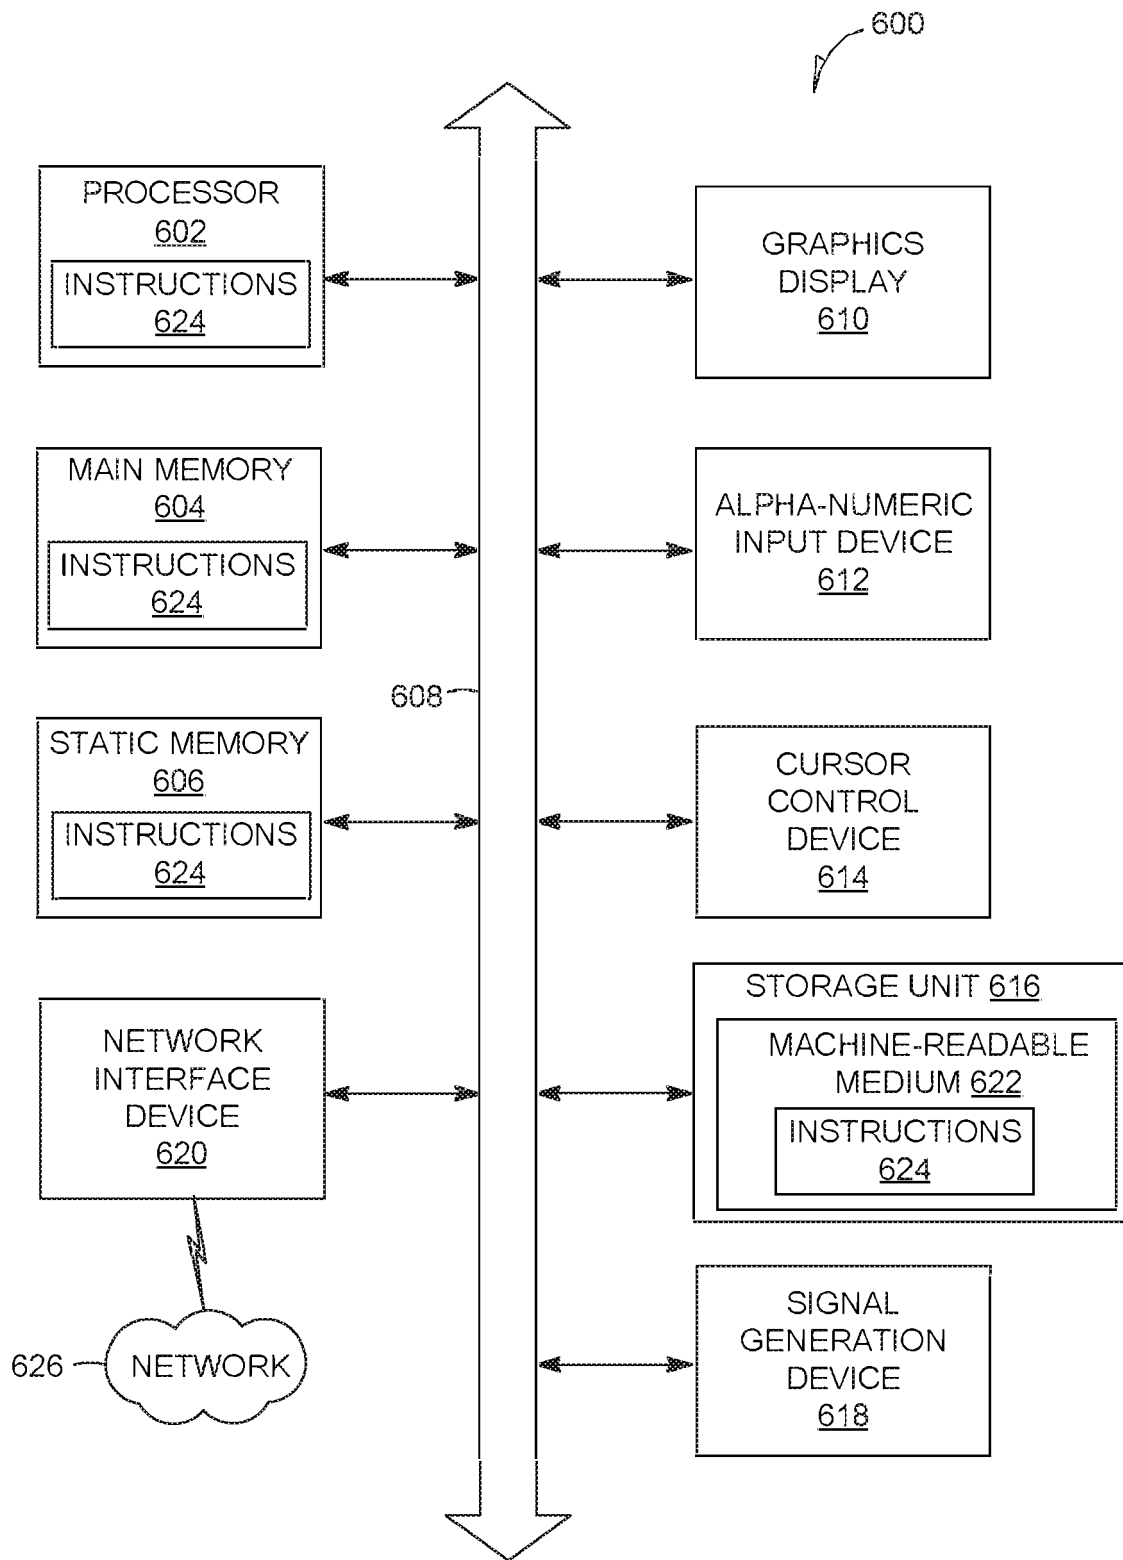 600
PROCESSOR
602
INSTRUCTIONS
624
MAIN MEMORY
604
INSTRUCTIONS
624
608
STATIC MEMORY
606
INSTRUCTIONS
624
NETWORK
INTERFACE
DEVICE
620
626
NETWORK
GRAPHICS
DISPLAY
610
ALPHA-NUMERIC
INPUT DEVICE
612
CURSOR
CONTROL
DEVICE
614
STORAGE UNIT 616
MACHINE-READABLE
MEDIUM 622
INSTRUCTIONS
624
SIGNAL
GENERATION
DEVICE
618